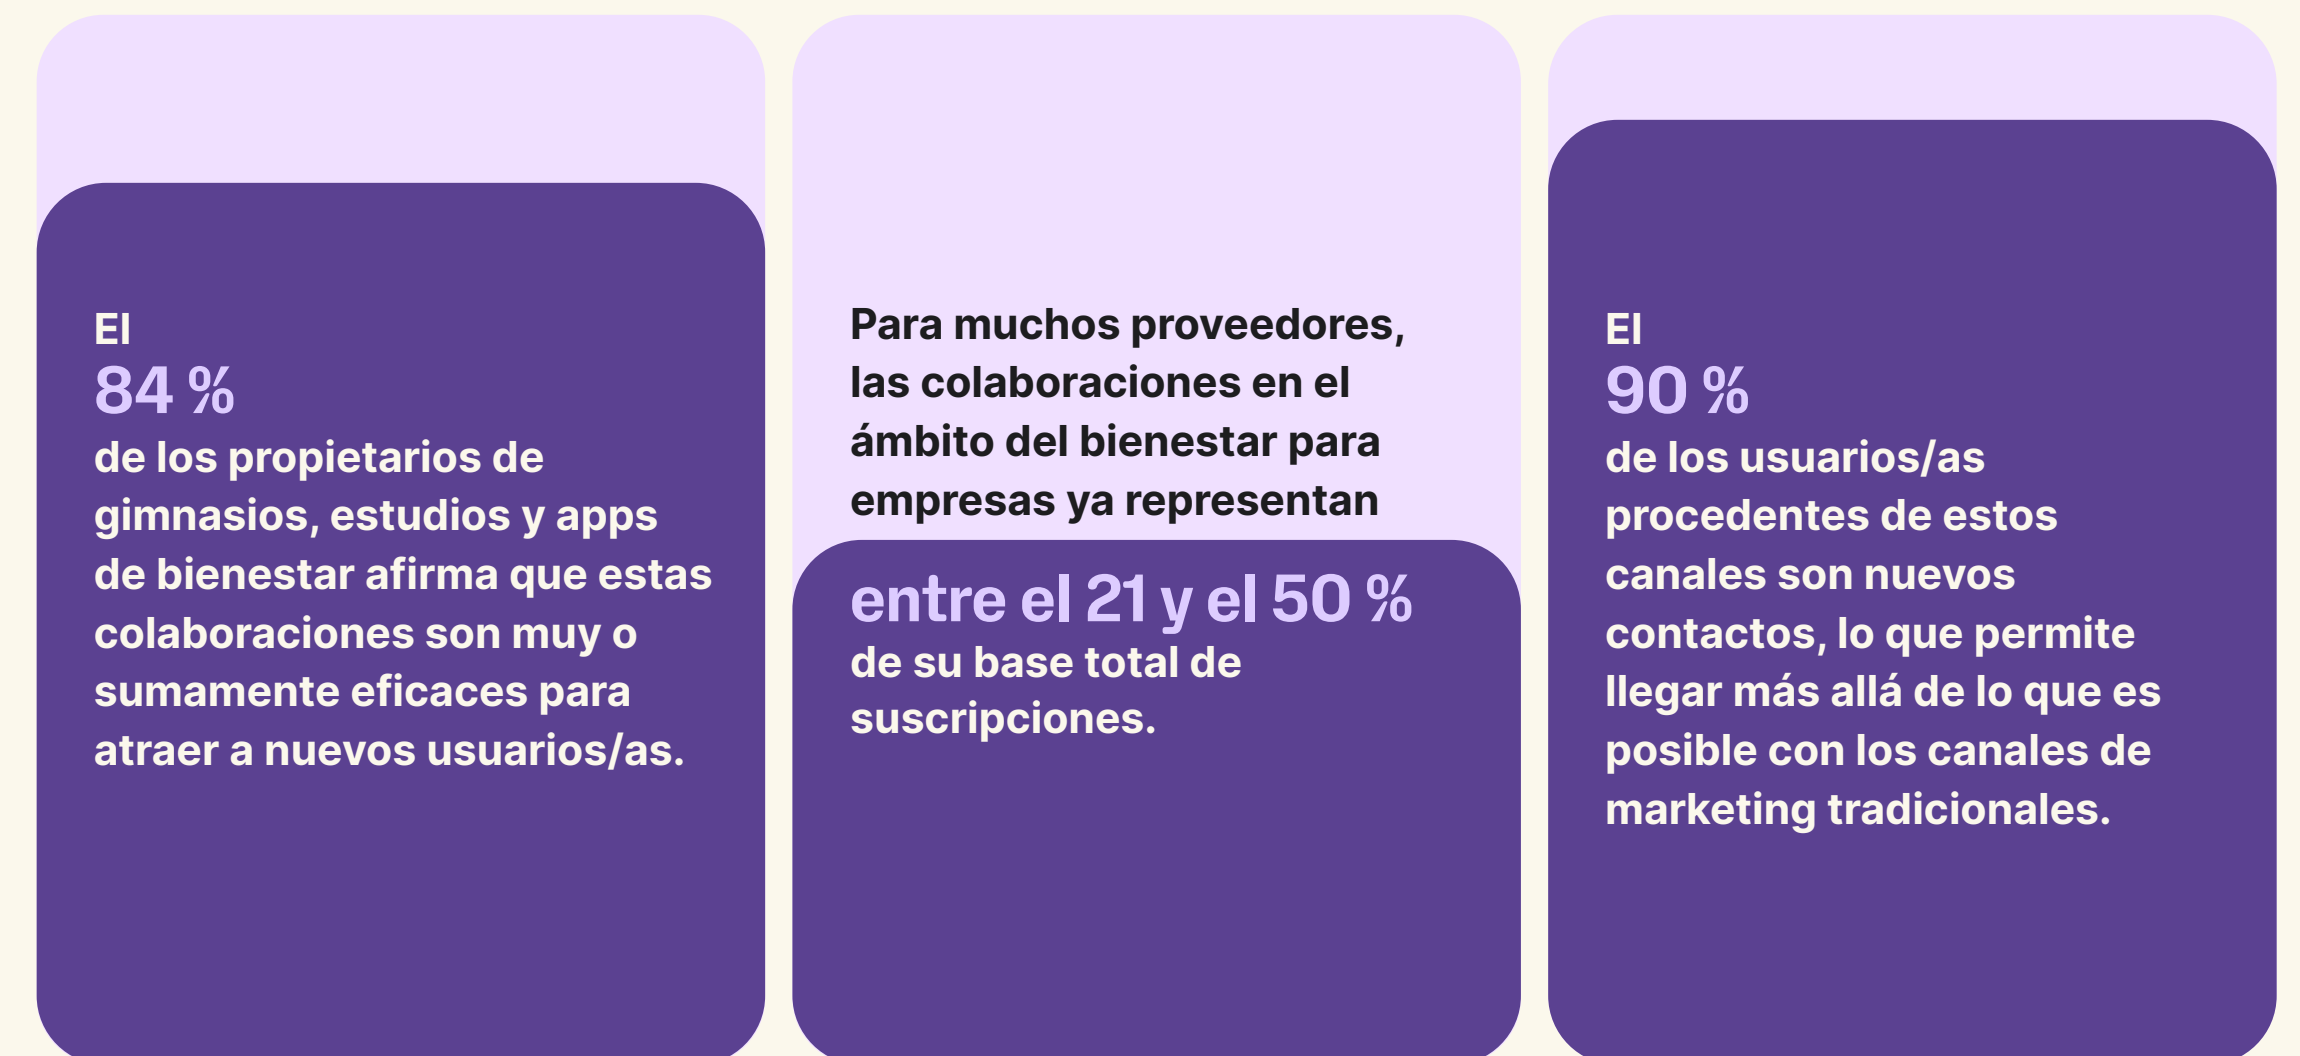 El
84 %
de los propietarios de
gimnasios, estudios y apps
de bienestar afirma que estas
colaboraciones son muy o
sumamente eficaces para
atraer a nuevos usuarios/as.
Para muchos proveedores,
las colaboraciones en el
ámbito del bienestar para
empresas ya representan
entre el 21 y el 50 %
de su base total de
suscripciones.
El
90 %
de los usuarios/as
procedentes de estos
canales son nuevos
contactos, lo que permite
llegar más allá de lo que es
posible con los canales de
marketing tradicionales.